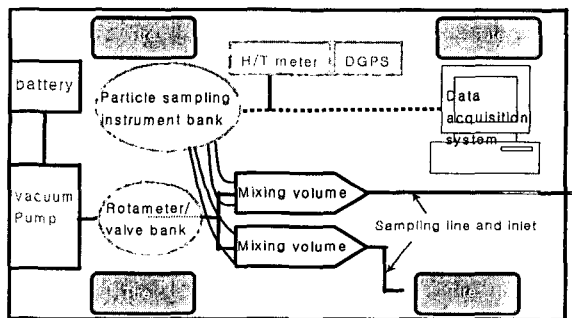 H/T meter
DGPS
battery
Particle sampling
instrument bank
Data
acquisition
system
Vacuum
Pump
Mixing volume
Rotameter/
valve bank
Sampling line and inlet
Mixing volume